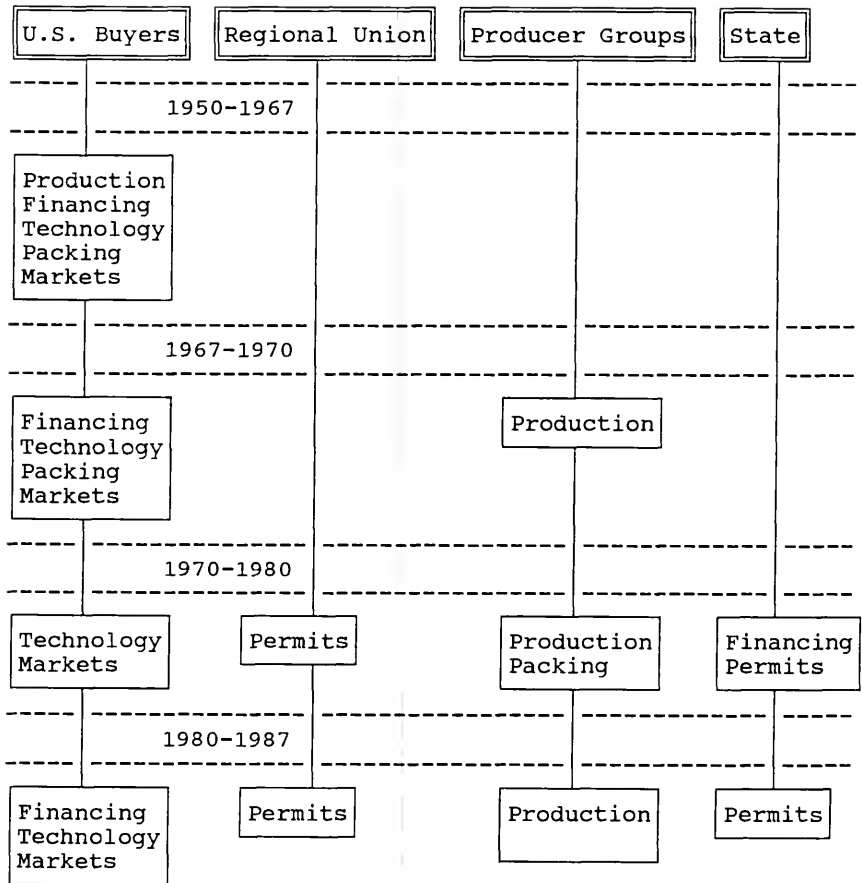 U.S. Buyers
Regional Union
Producer Groups
State
1950-1967
Production
Financing
Technology
Packing
Markets
1967-1970
Financing
Technology
Packing
Markets
Production
1970-1980
Technology
Markets
Permits
Production
Packing
Financing
Permits
1980-1987
Financing
Technology
Markets
Permits
Production
Permits